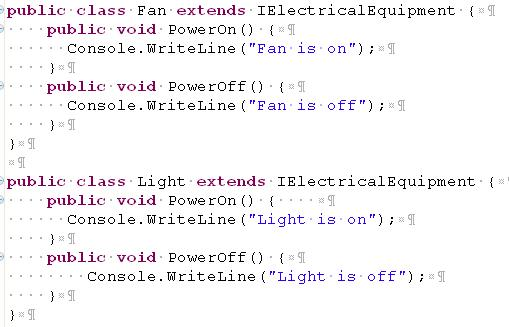 public class Fan extends IElectricalEquipment {
    public void PowerOn() {
      Console.WriteLine("Fan is on");
    }
    public void PowerOff() {
      Console.WriteLine("Fan is off");
    }
}

public class Light extends IElectricalEquipment {
    public void PowerOn() {
      Console.WriteLine("Light is on");
    }
    public void PowerOff() {
        Console.WriteLine("Light is off");
    }
}